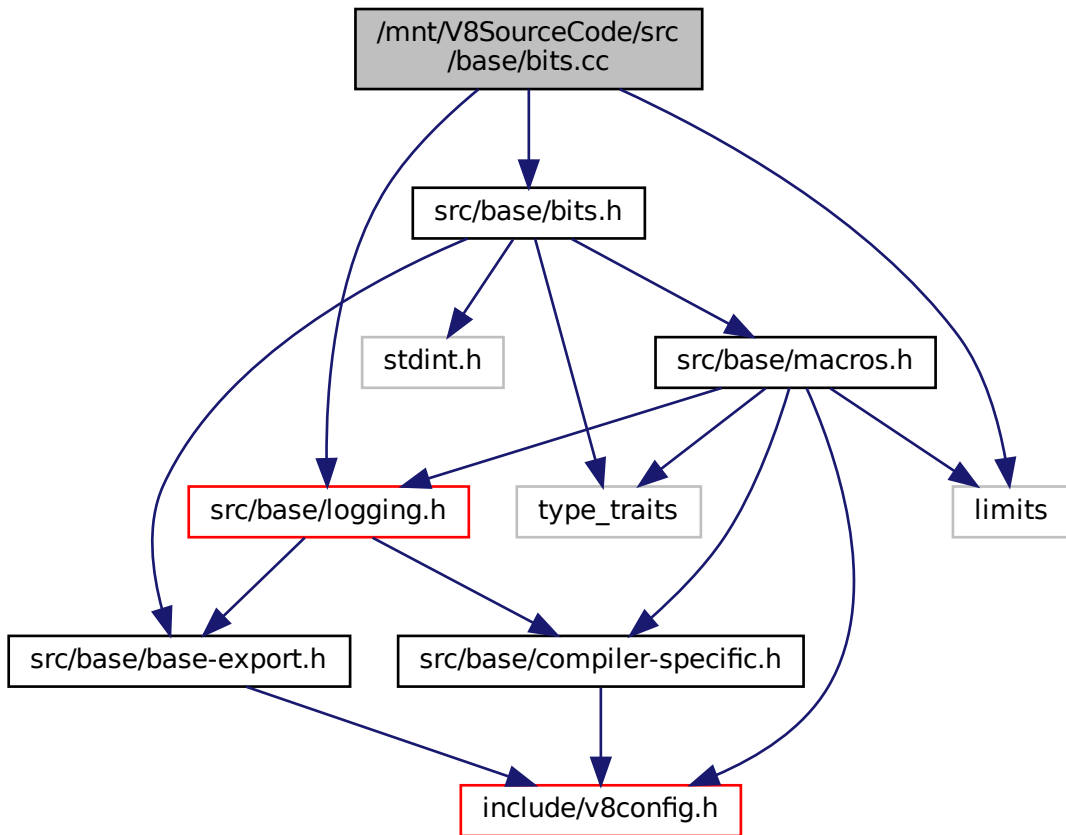 /mnt/V8SourceCode/src
/base/bits.cc
src/base/bits.h
stdint.h
src/base/macros.h
src/base/logging.h
type_traits
limits
src/base/base-export.h
src/base/compiler-specific.h
include/v8config.h